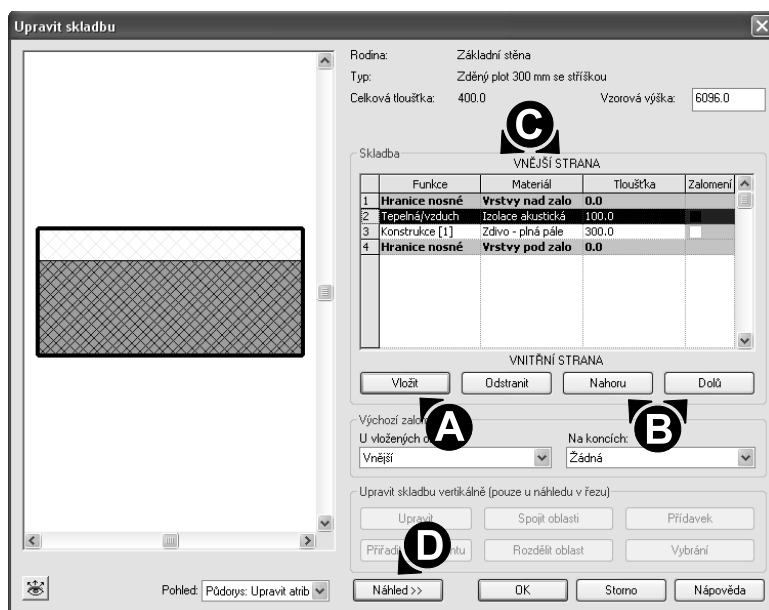 Upravit skladbu
Rodina: Základní stěna
Typ: Zděný plot 300 mm se stříškou
Celková tloušťka: 400.0 Vzorová výška: 6096.0
C
Skladba
VNĚJŠÍ STRANA
Funkce Materiál Tloušťka Zalomení
1 Hranice nosné Vrstvy nad zalo 0.0
2 Tepelná/vzduch Izolace akustická 100.0
3 Konstrukce [1] Zdivo - plná pále 300.0
4 Hranice nosné Vrstvy pod zalo 0.0
VNITŘNÍ STRANA
Vložit Odstranit Nahoru Dolů
A B
Výchozí
U vložených Na koncích:
Vnější Žádná
Upravit skladbu vertikálně (pouze u náhledu v řezu)
Upravit Spojit oblasti Přídavek
Rozdělit oblast Vybrání
D
Pohled: Půdorys: Upravit atrib Náhled >> OK Storno Nápověda